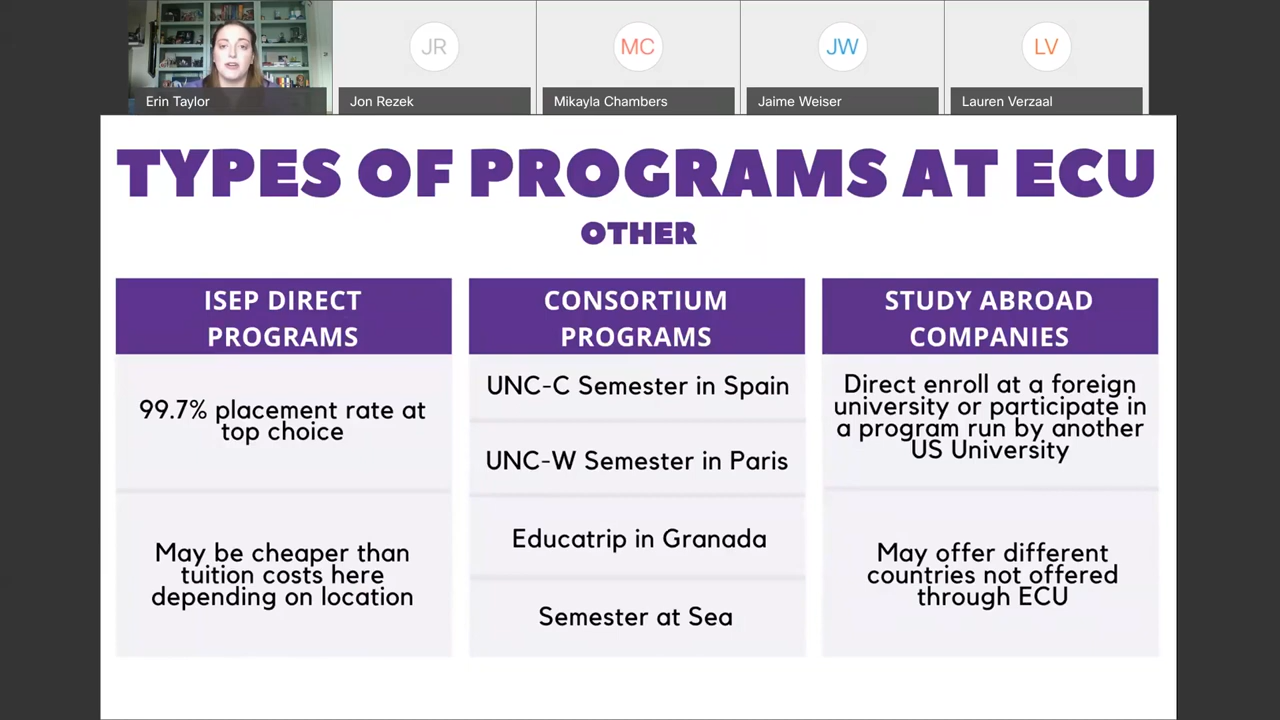 JR
MC
JW
LV
Erin Taylor
Jon Rezek
Mikayla Chambers
Jaime Weiser
Lauren Verzaal
TYPES OF PROGRAMS AT ECU
OTHER
ISEP DIRECT
PROGRAMS
99.7% placement rate at
top choice
May be cheaper than
tuition costs here
depending on location
CONSORTIUM
PROGRAMS
UNC-C Semester in Spain
UNC-W Semester in Paris
Educatrip in Granada
Semester at Sea
STUDY ABROAD
COMPANIES
Direct enroll at a foreign
university or participate in
a program run by another
US University
May offer different
countries not offered
through ECU